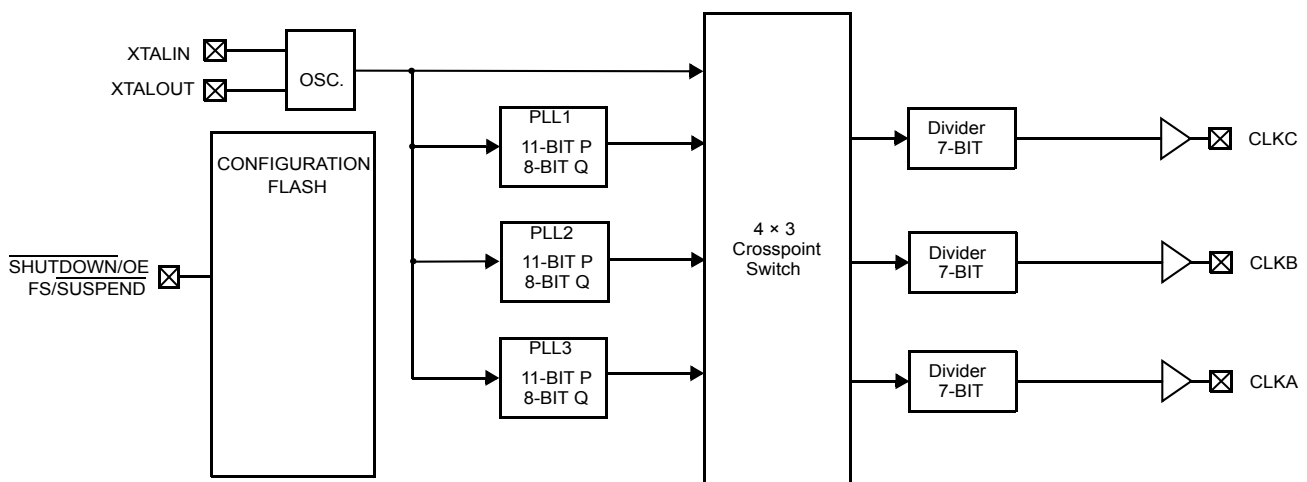 XTALIN
XTALOUT
OSC.
CONFIGURATION
FLASH
SHUTDOWN/OE
FS/SUSPEND
PLL1
11-BIT P
8-BIT Q
PLL2
11-BIT P
8-BIT Q
PLL3
11-BIT P
8-BIT Q
4 × 3
Crosspoint
Switch
Divider
7-BIT
CLKC
Divider
7-BIT
CLKB
Divider
7-BIT
CLKA